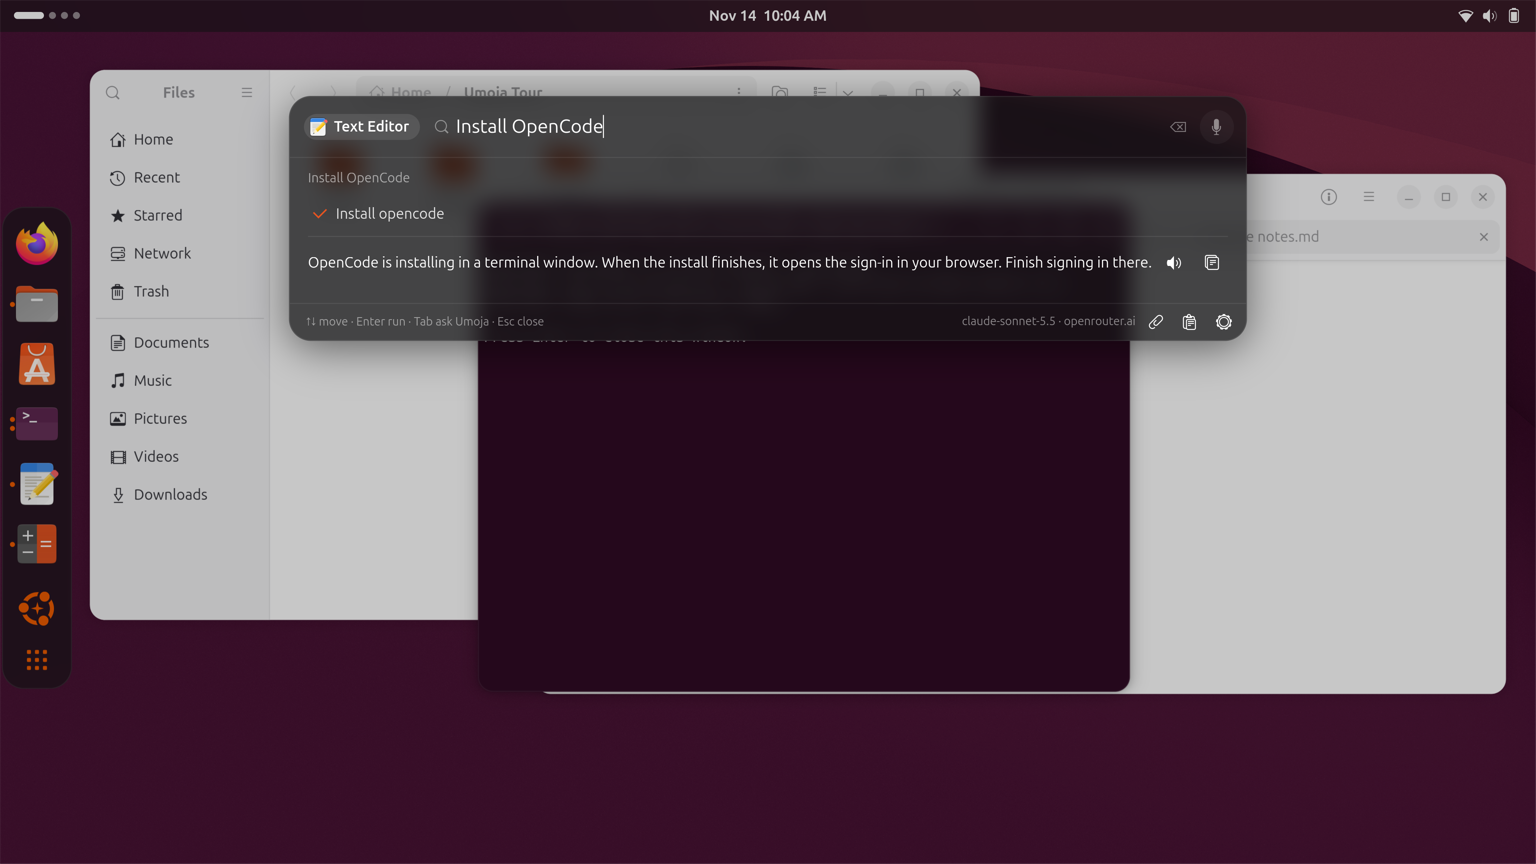 Nov 14 10:04 AM
Files
Home / Umoja Tour
Text Editor
Install OpenCode
Home
Recent
Starred
Network
Trash
Documents
Music
Pictures
Videos
Downloads
Install OpenCode
Install opencode
OpenCode is installing in a terminal window. When the install finishes, it opens the sign-in in your browser. Finish signing in there.
↑↓ move · Enter run · Tab ask Umoja · Esc close
claude-sonnet-5.5 · openrouter.ai
notes.md